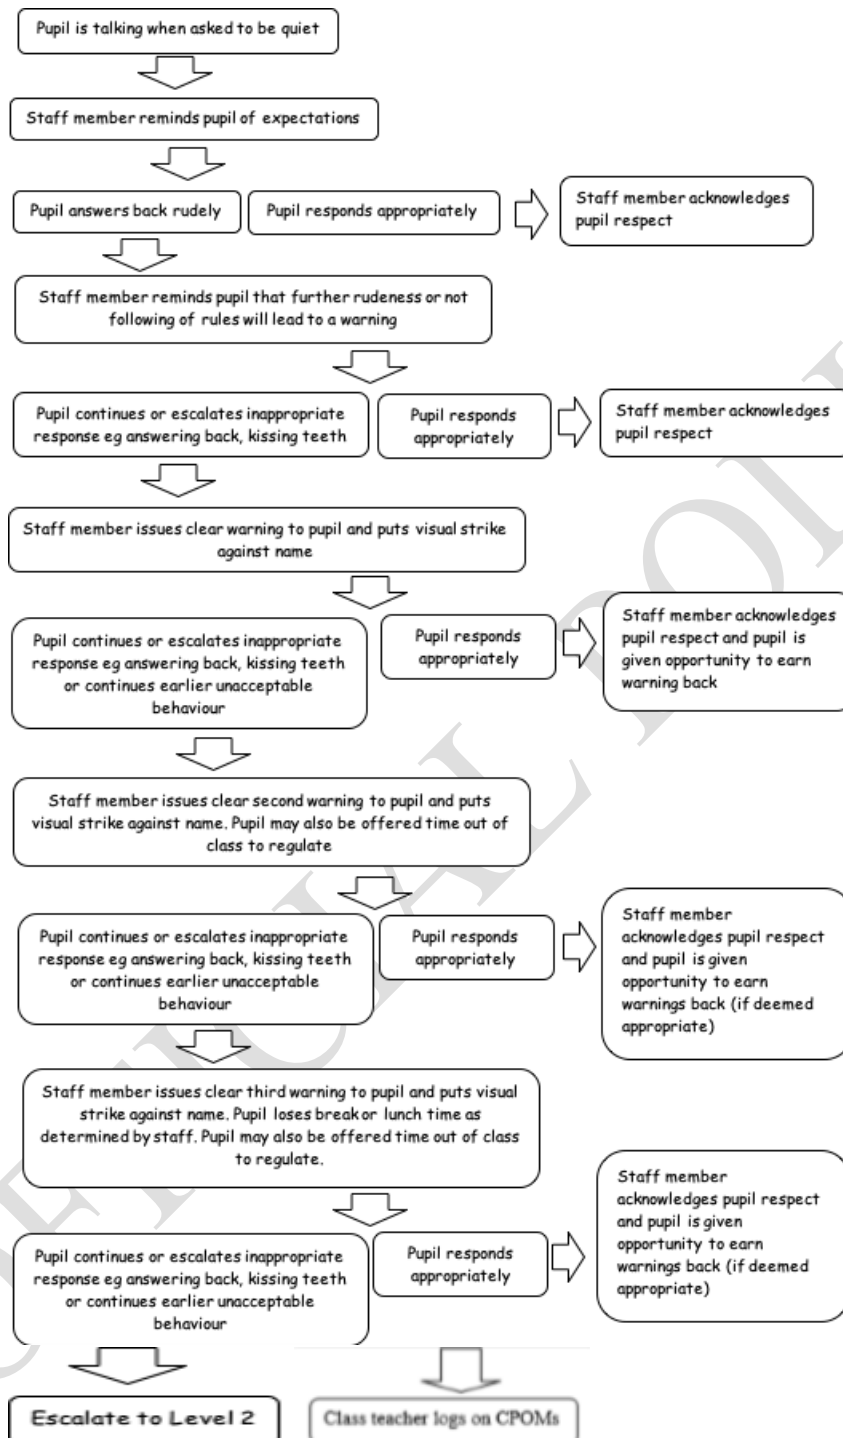 Pupil is talking when asked to be quiet
Staff member reminds pupil of expectations
Pupil answers back rudely
Pupil responds appropriately
Staff member acknowledges
pupil respect
Staff member reminds pupil that further rudeness or not
following of rules will lead to a warning
Pupil continues or escalates inappropriate
response eg answering back, kissing teeth
Pupil responds
appropriately
Staff member acknowledges
pupil respect
Staff member issues clear warning to pupil and puts visual strike
against name
Pupil continues or escalates inappropriate
response eg answering back, kissing teeth
or continues earlier unacceptable
behaviour
Pupil responds
appropriately
Staff member acknowledges
pupil respect and pupil is
given opportunity to earn
warning back
Staff member issues clear second warning to pupil and puts
visual strike against name. Pupil may also be offered time out of
class to regulate
Pupil continues or escalates inappropriate
response eg answering back, kissing teeth
or continues earlier unacceptable
behaviour
Pupil responds
appropriately
Staff member
acknowledges pupil respect
and pupil is given
opportunity to earn
warnings back (if deemed
appropriate)
Staff member issues clear third warning to pupil and puts visual
strike against name. Pupil loses break or lunch time as
determined by staff. Pupil may also be offered time out of class
to regulate.
Pupil continues or escalates inappropriate
response eg answering back, kissing teeth
or continues earlier unacceptable
behaviour
Pupil responds
appropriately
Staff member
acknowledges pupil respect
and pupil is given
opportunity to earn
warnings back (if deemed
appropriate)
Escalate to Level 2
Class teacher logs on CPOMs